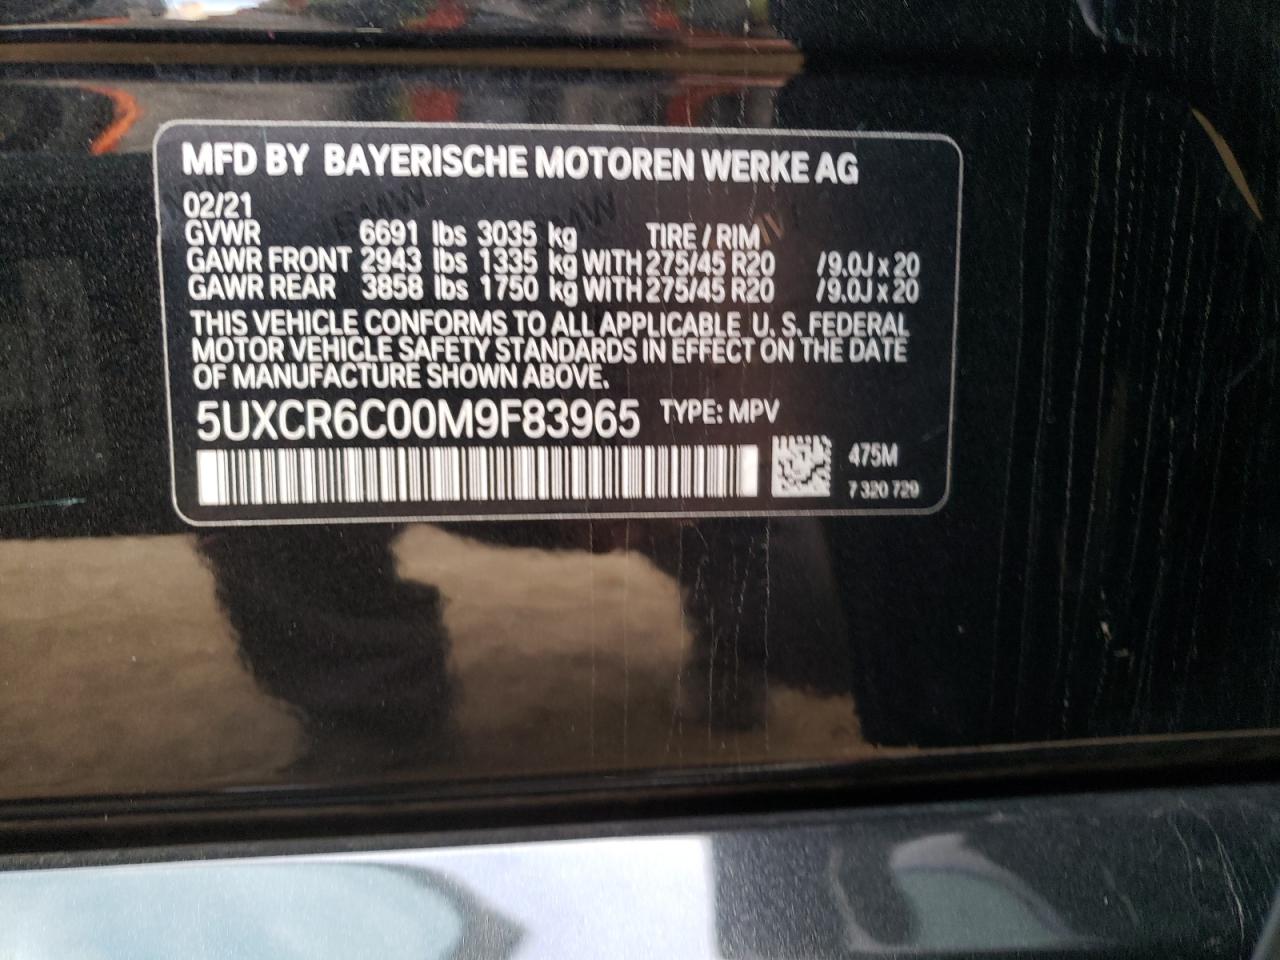 MFD BY BAYERISCHE MOTOREN WERKE AG
02/21
GVWR 6691 lbs 3035 kg TIRE / RIM
GAWR FRONT 2943 lbs 1335 kg WITH 275/45 R20 /9.0J x 20
GAWR REAR 3858 lbs 1750 kg WITH 275/45 R20 /9.0J x 20
THIS VEHICLE CONFORMS TO ALL APPLICABLE U. S. FEDERAL
MOTOR VEHICLE SAFETY STANDARDS IN EFFECT ON THE DATE
OF MANUFACTURE SHOWN ABOVE.
5UXCR6C00M9F83965 TYPE: MPV
475M
7 320 729